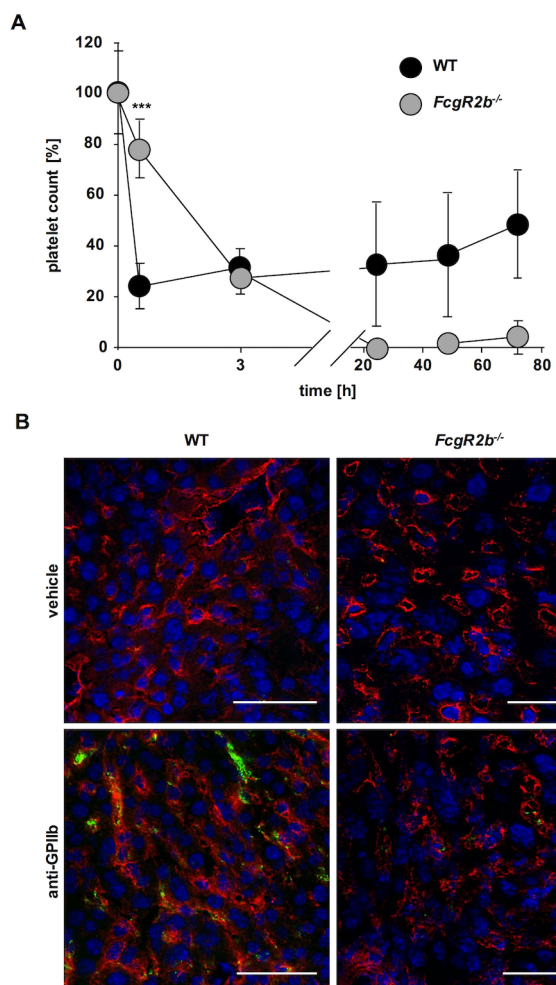 A
120
100
80
60
40
20
0
platelet count [%]
***
WT
FcgR2b-/-
0
3
20
40
60
80
time [h]
B
WT
FcgR2b-/-
vehicle
anti-GPIIb